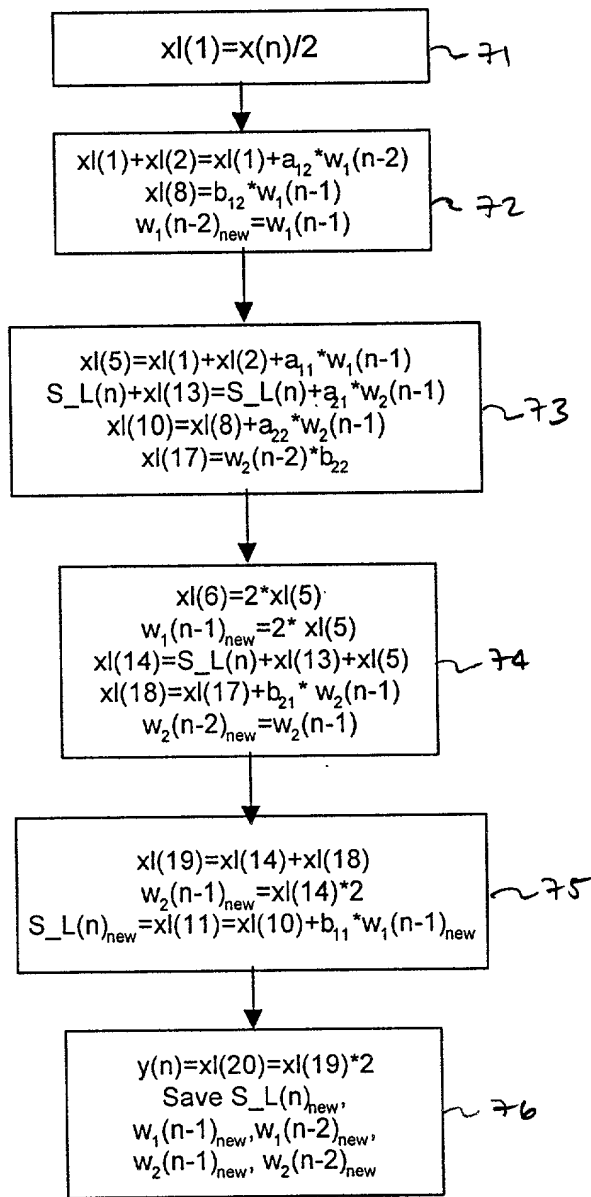 xl(1)=x(n)/2
71
xl(1)+xl(2)=xl(1)+a₁₂*w₁(n-2)
xl(8)=b₁₂*w₁(n-1)
w₁(n-2)new=w₁(n-1)
72
xl(5)=xl(1)+xl(2)+a₁₁*w₁(n-1)
S_L(n)+xl(13)=S_L(n)+a₂₁*w₂(n-1)
xl(10)=xl(8)+a₂₂*w₂(n-1)
xl(17)=w₂(n-2)*b₂₂
73
xl(6)=2*xl(5)
w₁(n-1)new=2* xl(5)
xl(14)=S_L(n)+xl(13)+xl(5)
xl(18)=xl(17)+b₂₁* w₂(n-1)
w₂(n-2)new=w₂(n-1)
74
xl(19)=xl(14)+xl(18)
w₂(n-1)new=xl(14)*2
S_L(n)new=xl(11)=xl(10)+b₁₁*w₁(n-1)new
75
y(n)=xl(20)=xl(19)*2
Save S_L(n)new,
w₁(n-1)new,w₁(n-2)new,
w₂(n-1)new, w₂(n-2)new
76